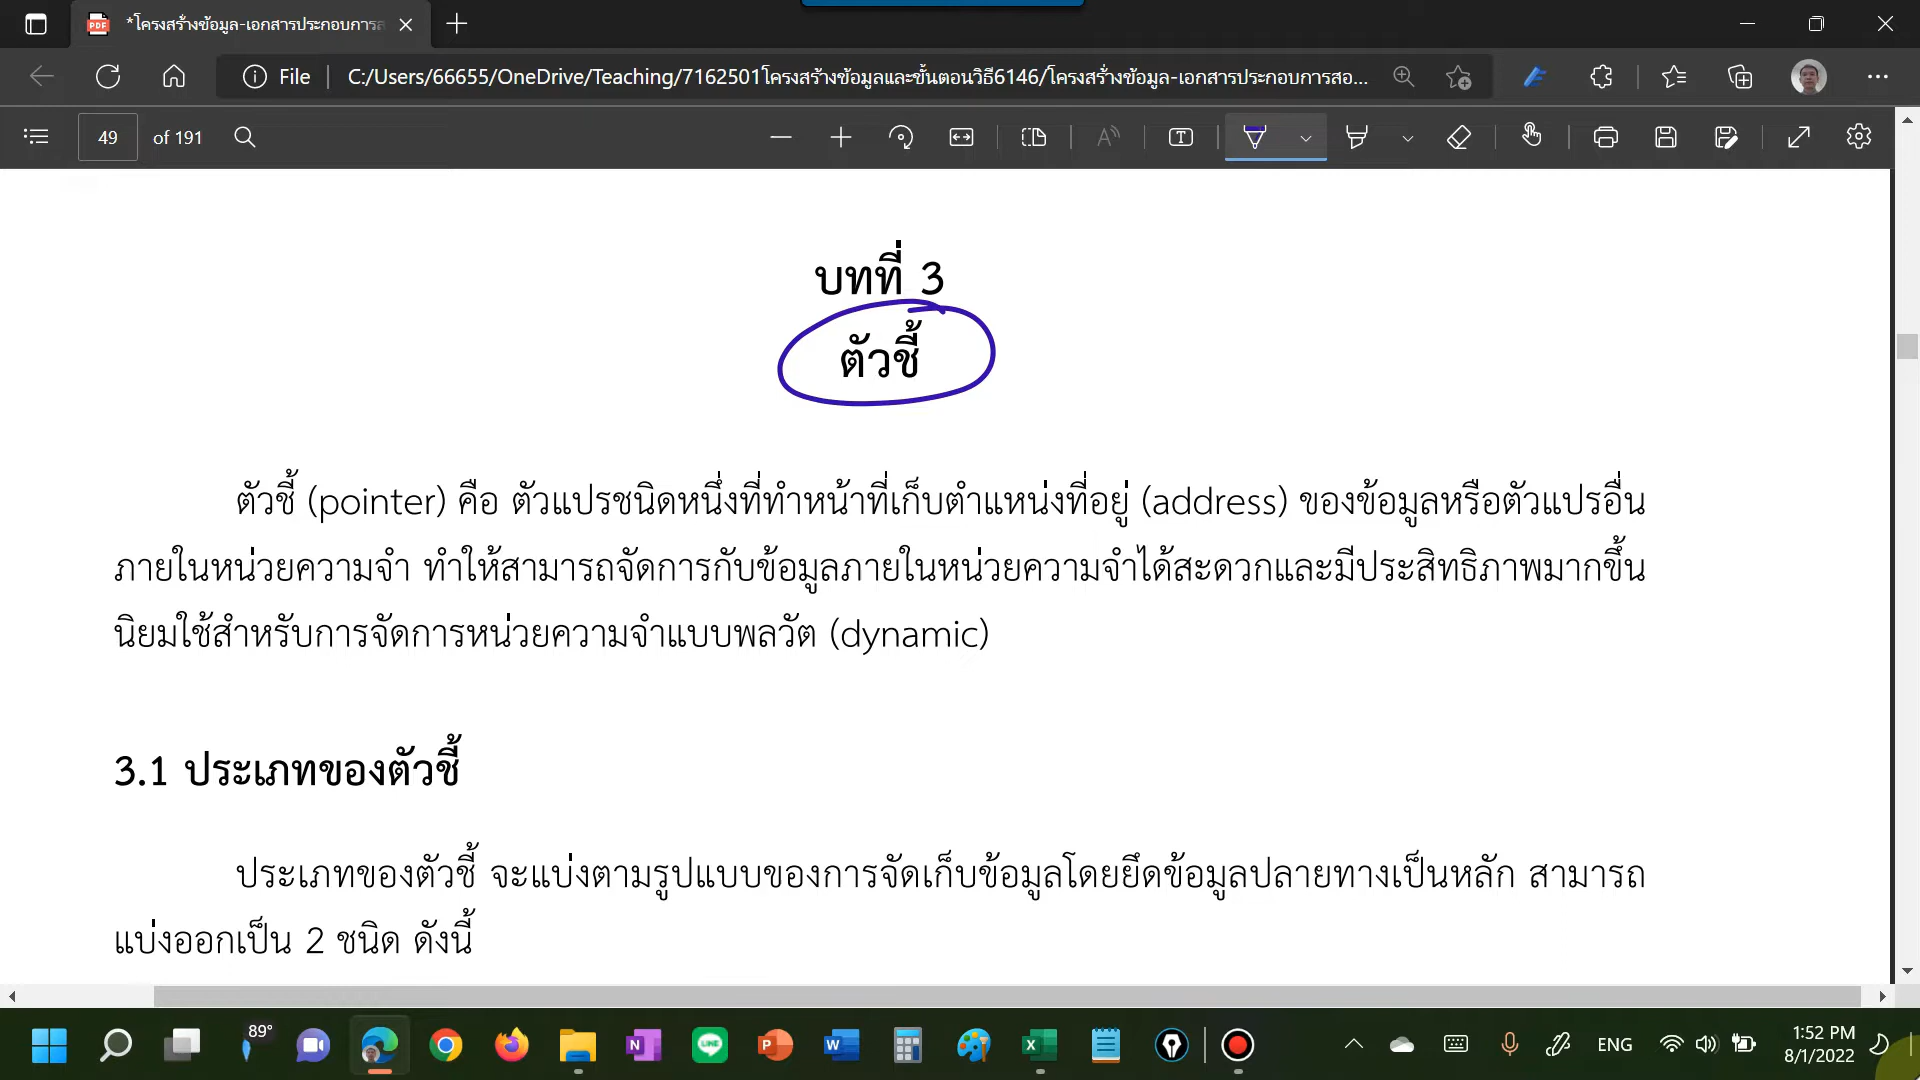 *โครงสร้่างข้อมูล-เอกสารประกอบการส
File
C:/Users/66655/OneDrive/Teaching/7162501โครงสร้างข้อมูลและขั้นตอนวิธี6146/โครงสร้่างข้อมูล-เอกสารประกอบการสอ...
49 of 191
บทที่ 3
ตัวชี้
ตัวชี้ (pointer) คือ ตัวแปรชนิดหนึ่งที่ทำหน้าที่เก็บตำแหน่งที่อยู่ (address) ของข้อมูลหรือตัวแปรอื่น
ภายในหน่วยความจำ ทำให้สามารถจัดการกับข้อมูลภายในหน่วยความจำได้สะดวกและมีประสิทธิภาพมากขึ้น
นิยมใช้สำหรับการจัดการหน่วยความจำแบบพลวัต (dynamic)
3.1 ประเภทของตัวชี้
ประเภทของตัวชี้ จะแบ่งตามรูปแบบของการจัดเก็บข้อมูลโดยยึดข้อมูลปลายทางเป็นหลัก สามารถ
แบ่งออกเป็น 2 ชนิด ดังนี้
89°
ENG
1:52 PM
8/1/2022